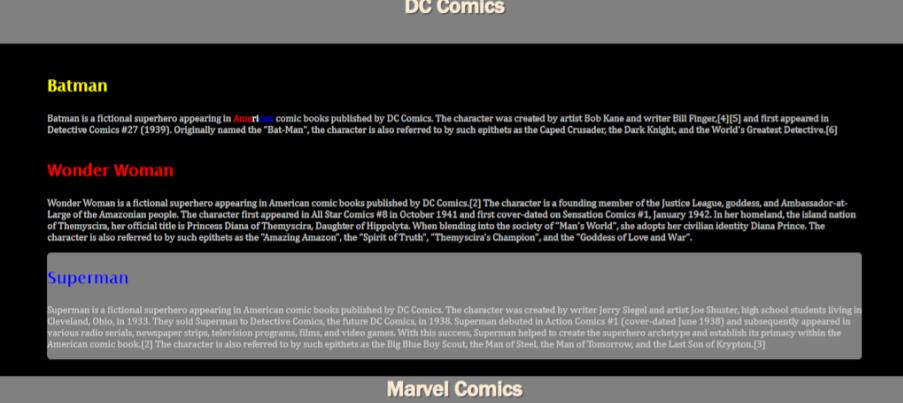 DC Comics
Batman
Batman is a fictional superhero appearing in American comic books published by DC Comics. The character was created by artist Bob Kane and writer Bill Finger,[4][5] and first appeared in
Detective Comics #27 (1939). Originally named the "Bat-Man", the character is also referred to by such epithets as the Caped Crusader, the Dark Knight, and the World's Greatest Detective.[6]
Wonder Woman
Wonder Woman is a fictional superhero appearing in American comic books published by DC Comics.[2] The character is a founding member of the Justice League, goddess, and Ambassador-at-
Large of the Amazonian people. The character first appeared in All Star Comics #8 in October 1941 and first cover-dated on Sensation Comics #1, January 1942. In her homeland, the island nation
of Themyscira, her official title is Princess Diana of Themyscira, Daughter of Hippolyta. When blending into the society of "Man's World", she adopts her civilian identity Diana Prince. The
character is also referred to by such epithets as the "Amazing Amazon", the "Spirit of Truth", "Themyscira's Champion", and the "Goddess of Love and War".
Superman
Superman is a fictional superhero appearing in American comic books published by DC Comics. The character was created by writer Jerry Siegel and artist Joe Shuster, high school students living in
Cleveland, Ohio, in 1933. They sold Superman to Detective Comics, the future DC Comics, in 1938. Superman debuted in Action Comics #1 (cover-dated June 1938) and subsequently appeared in
various radio serials, newspaper strips, television programs, films, and video games. With this success, Superman helped to create the superhero archetype and establish its primacy within the
American comic book.[2] The character is also referred to by such epithets as the Big Blue Boy Scout, the Man of Steel, the Man of Tomorrow, and the Last Son of Krypton.[3]
Marvel Comics